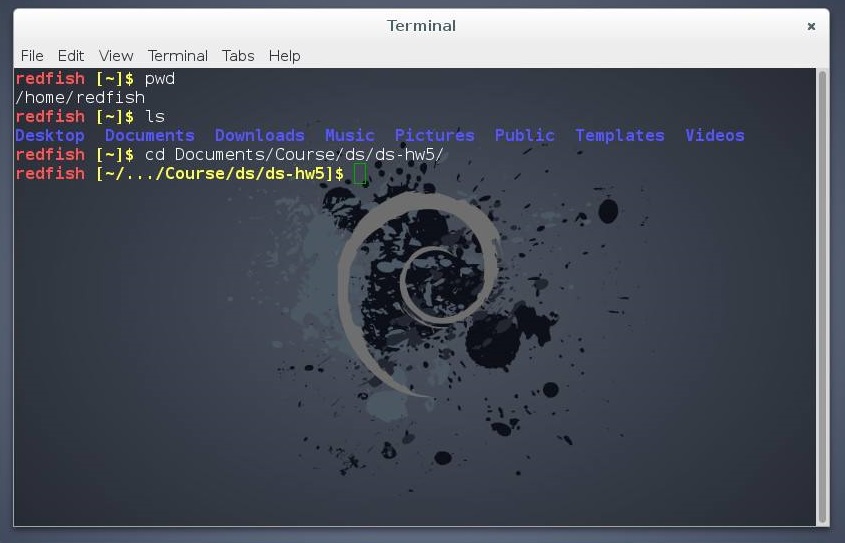 Terminal
File Edit View Terminal Tabs Help
redfish [~]$ pwd
/home/redfish
redfish [~]$ ls
Desktop Documents Downloads Music Pictures Public Templates Videos
redfish [~]$ cd Documents/Course/ds/ds-hw5/
redfish [~/.../Course/ds/ds-hw5]$